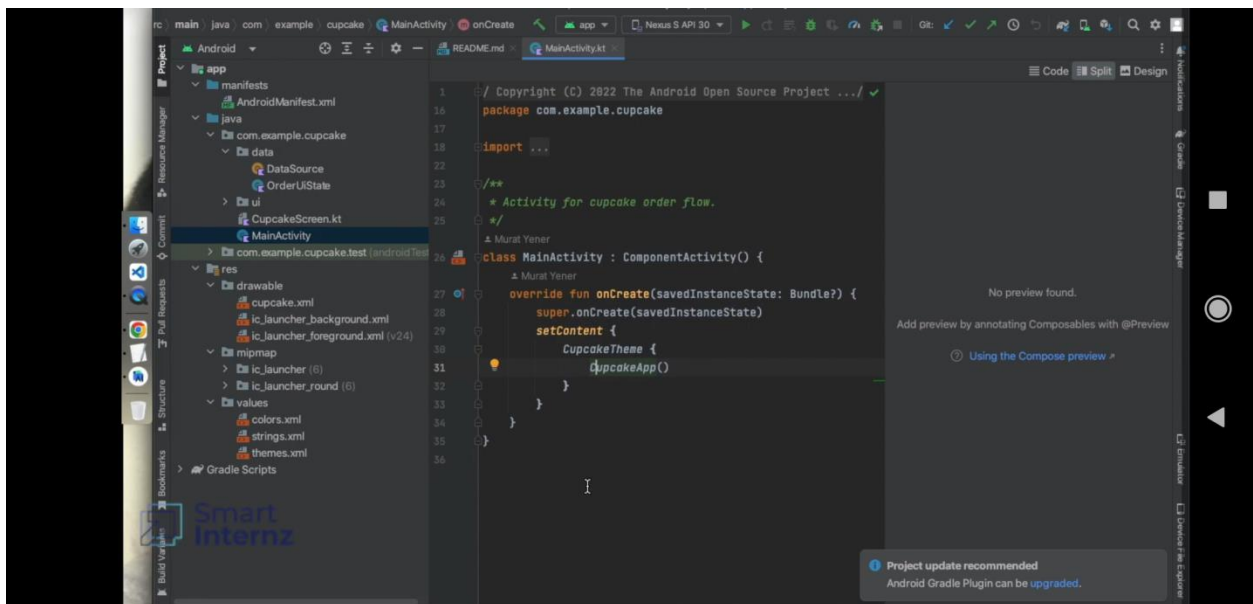 rc main java com example cupcake MainActivity onCreate app Nexus S API 30 Git:
Project
Android
README.md
MainActivity.kt
Code Split Design
Notifications
app
manifests
AndroidManifest.xml
java
com.example.cupcake
data
DataSource
OrderUiState
ui
CupcakeScreen.kt
MainActivity
com.example.cupcake.test (androidTest
res
drawable
cupcake.xml
ic_launcher_background.xml
ic_launcher_foreground.xml (v24)
mipmap
ic_launcher (6)
ic_launcher_round (6)
values
colors.xml
strings.xml
themes.xml
Gradle Scripts
Resource Manager
Commit
Pull Requests
Structure
Bookmarks
Build Variants
1 / Copyright (C) 2022 The Android Open Source Project .../
16 package com.example.cupcake
17
18 import ...
22
23 /**
24 * Activity for cupcake order flow.
25 */
Murat Yener
26 class MainActivity : ComponentActivity() {
Murat Yener
27 override fun onCreate(savedInstanceState: Bundle?) {
28 super.onCreate(savedInstanceState)
29 setContent {
30 CupcakeTheme {
31 CupcakeApp()
32 }
33 }
34 }
35 }
36
No preview found.
Add preview by annotating Composables with @Preview
Using the Compose preview
Gradle
Device Manager
Emulator
Device File Explorer
Smart
Internz
Project update recommended
Android Gradle Plugin can be upgraded.